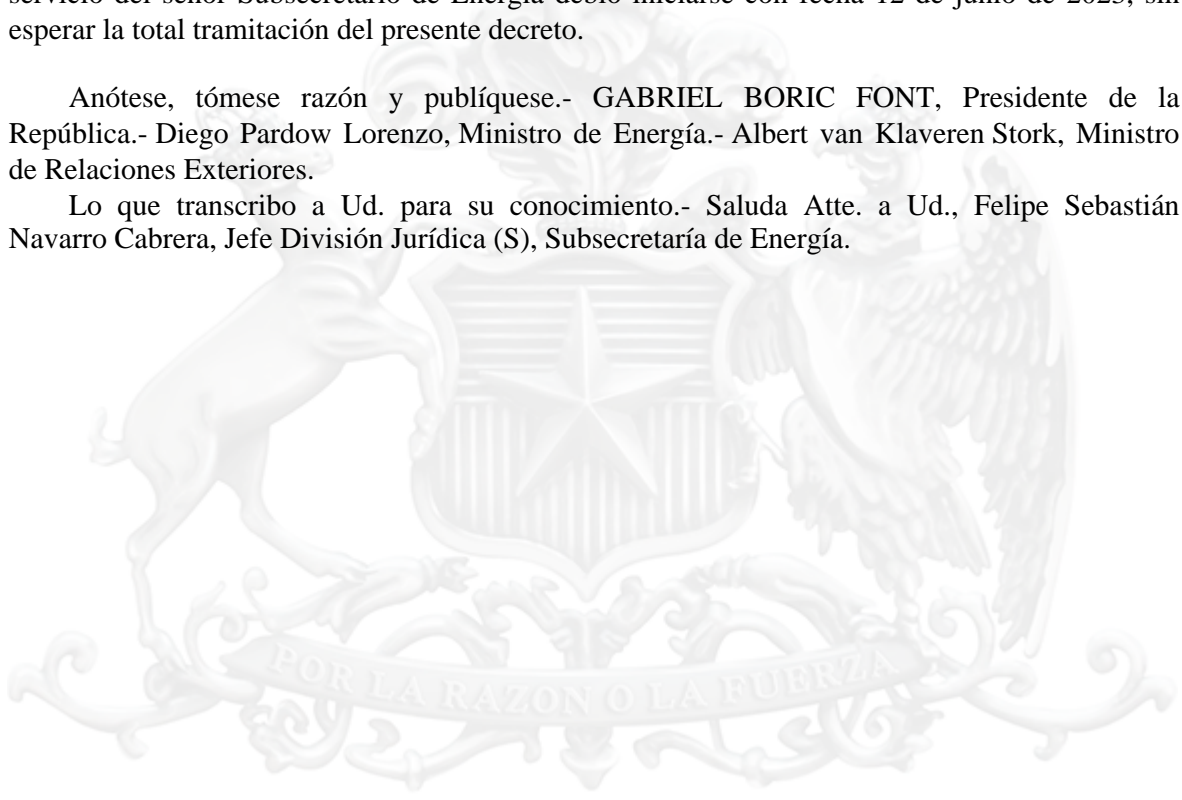 servicio del señor Subsecretario de Energía debió iniciarse con fecha 12 de junio de 2023, sin
esperar la total tramitación del presente decreto.
Anótese, tómese razón y publíquese.- GABRIEL BORIC FONT, Presidente de la
República.- Diego Pardow Lorenzo, Ministro de Energía.- Albert van Klaveren Stork, Ministro
de Relaciones Exteriores.
Lo que transcribo a Ud. para su conocimiento.- Saluda Atte. a Ud., Felipe Sebastián
Navarro Cabrera, Jefe División Jurídica (S), Subsecretaría de Energía.
POR LA RAZON O LA FUERZA